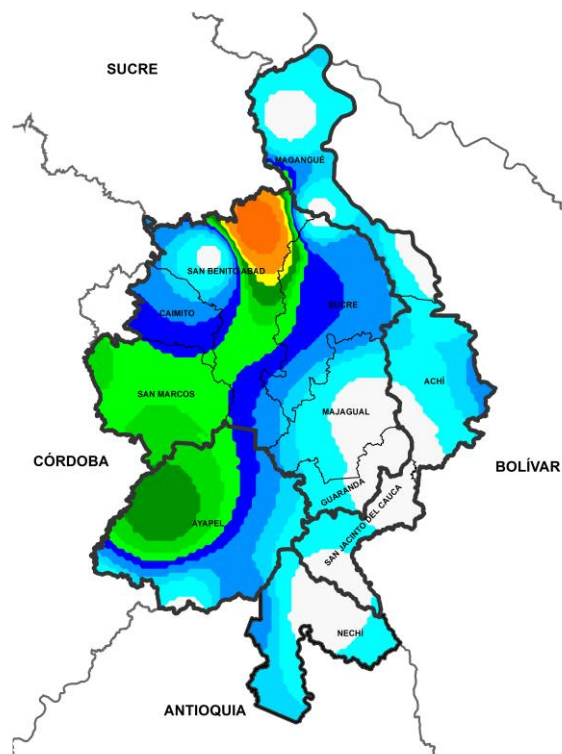 SUCRE
MAGANGUÉ
SAN BENITO ABAD
CAIMITO
SUCRE
SAN MARCOS
ACHÍ
MAJAGUAL
CÓRDOBA
BOLÍVAR
GUARANDA
AYAPEL
SAN JACINTO DEL CAUCA
NECHÍ
ANTIOQUIA